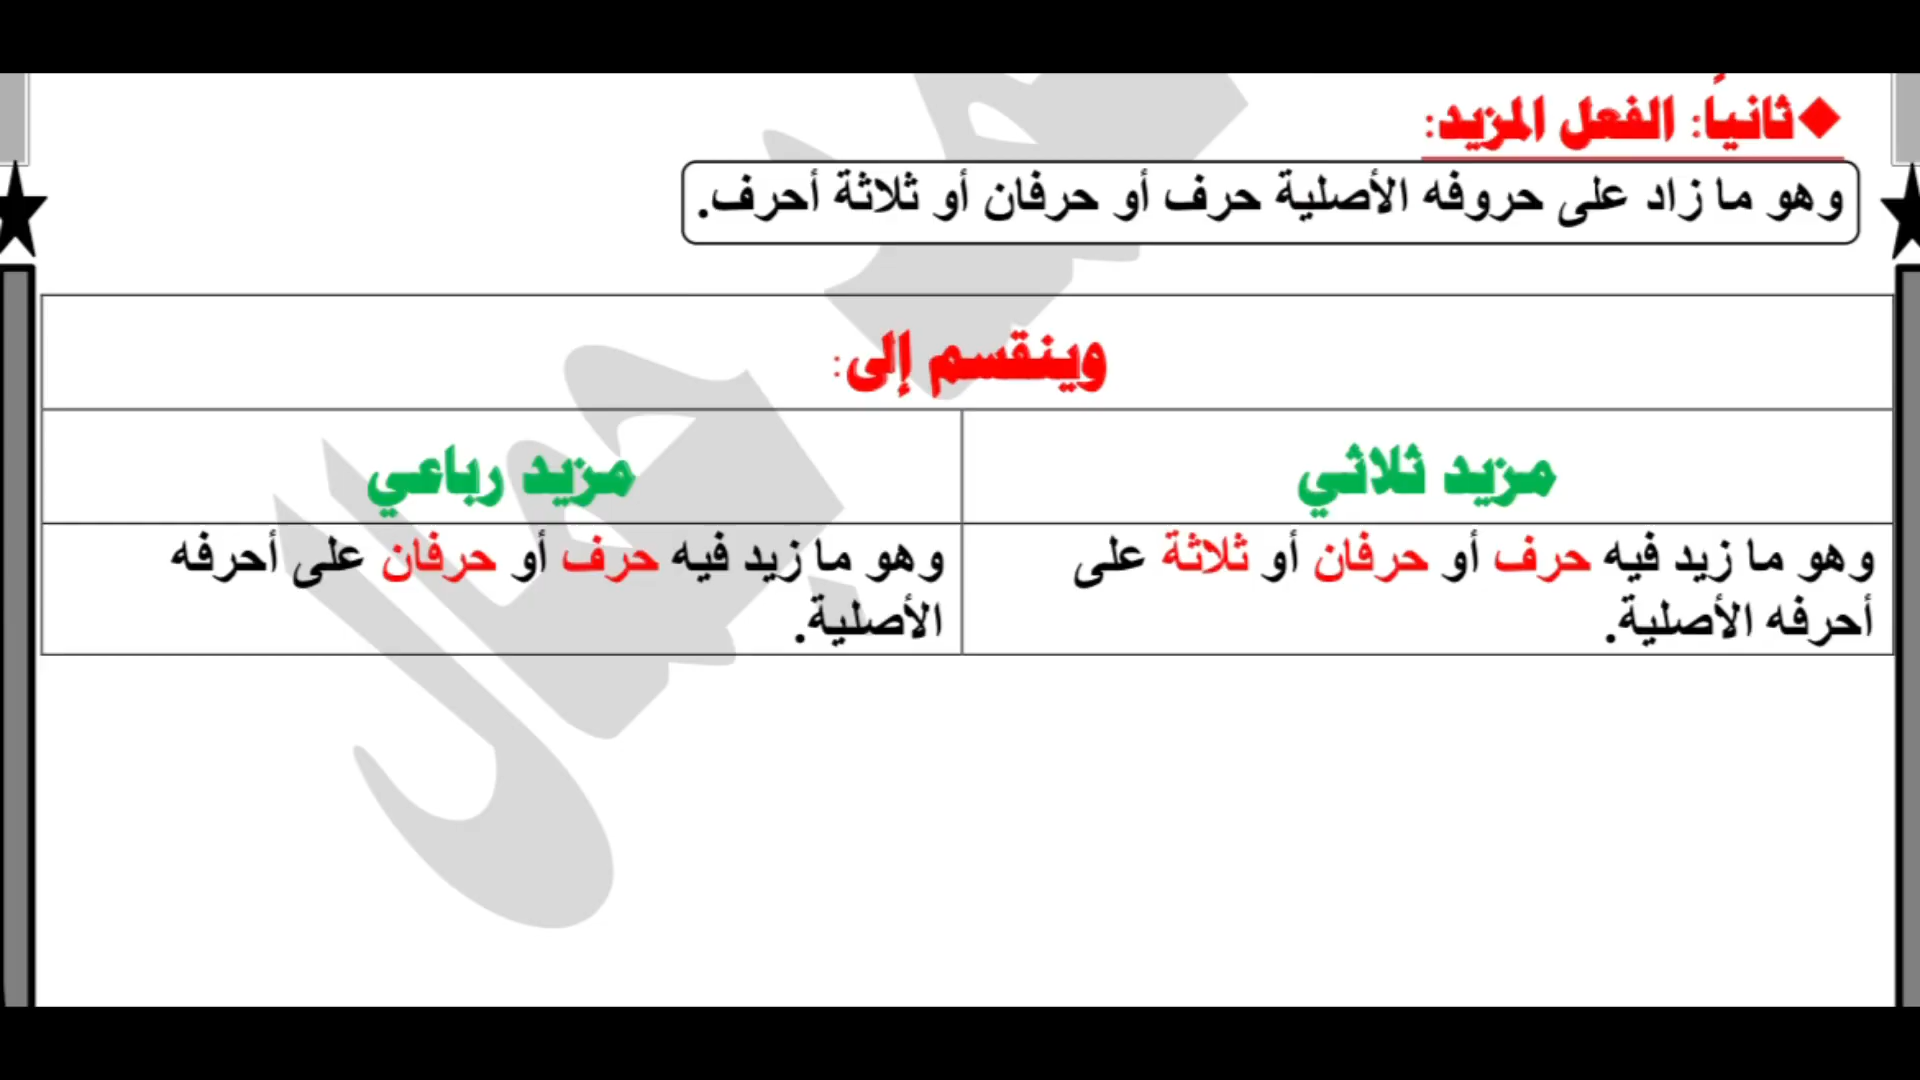 ثانياً: الفعل المزيد:
وهو ما زاد على حروفه الأصلية حرف أو حرفان أو ثلاثة أحرف.
وينقسم إلى:
مزيد ثلاثي
مزيد رباعي
وهو ما زيد فيه حرف أو حرفان أو ثلاثة على
أحرفه الأصلية.
وهو ما زيد فيه حرف أو حرفان على أحرفه
الأصلية.